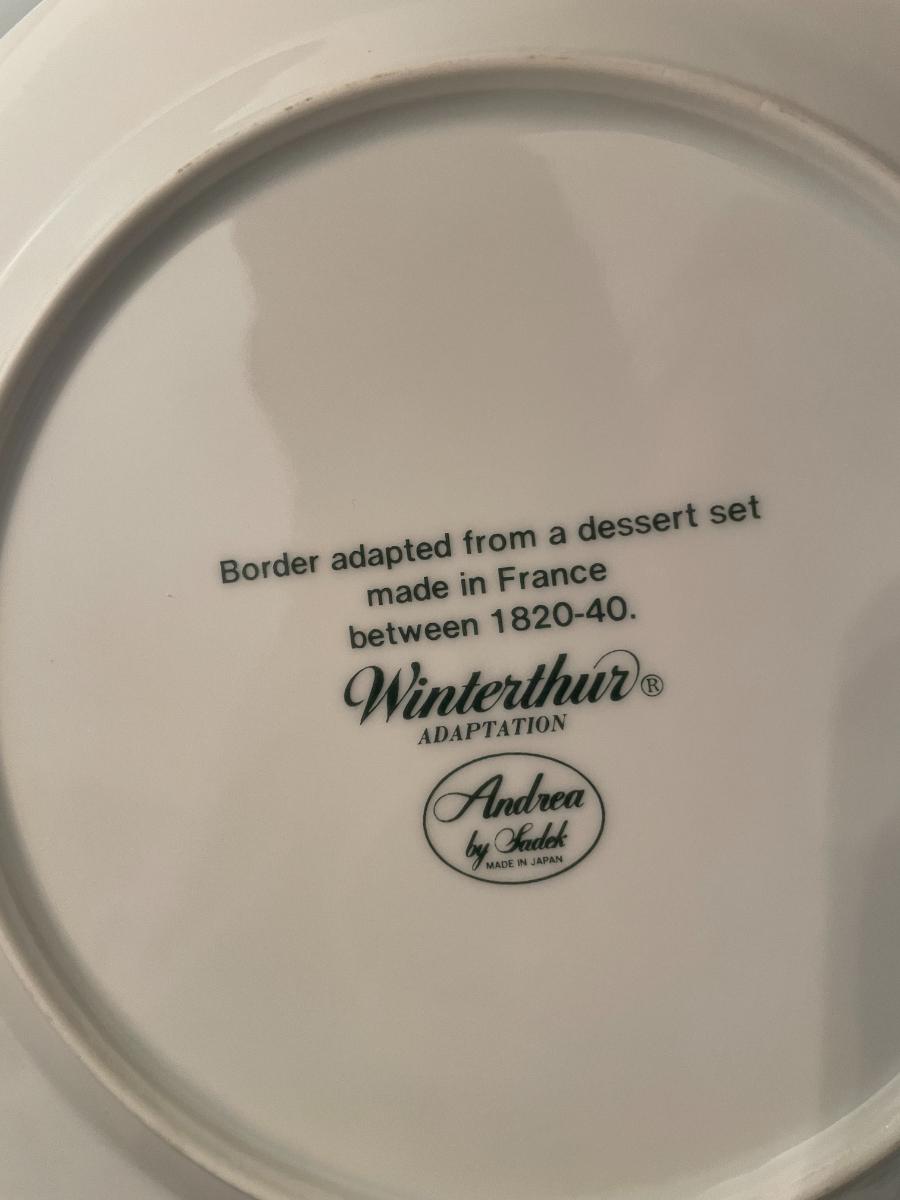 Border adapted from a dessert set
made in France
between 1820-40.
Winterthur®
ADAPTATION
Andrea
by Sadek
MADE IN JAPAN